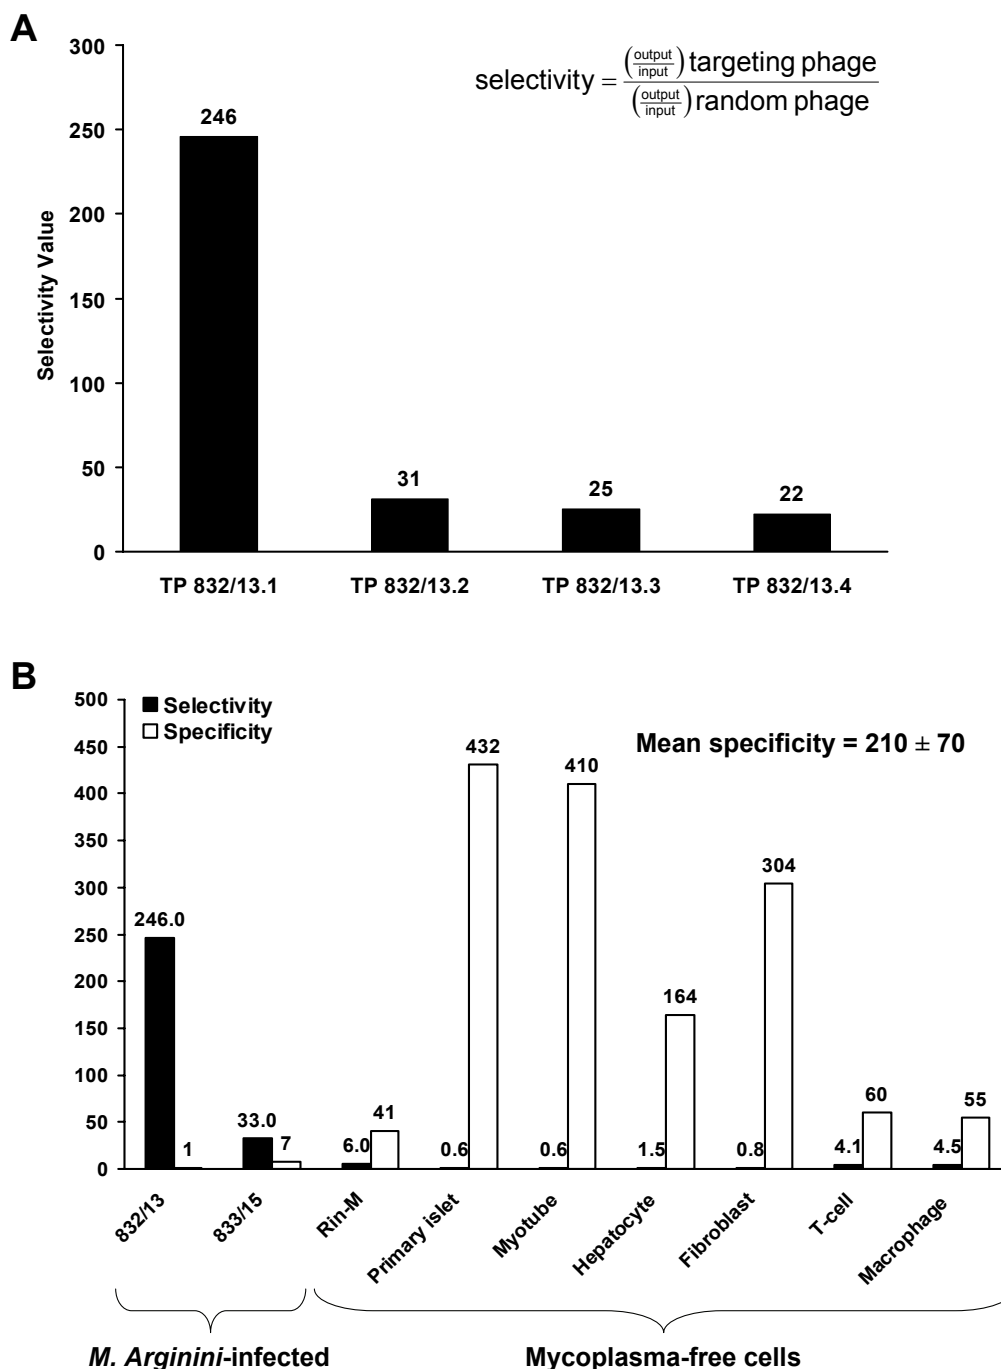 A
selectivity = (output/input) targeting phage / (output/input) random phage
Selectivity Value
300
250
200
150
100
50
0
246
31
25
22
TP 832/13.1
TP 832/13.2
TP 832/13.3
TP 832/13.4
B
Selectivity
Specificity
Mean specificity = 210 ± 70
500
450
400
350
300
250
200
150
100
50
0
246.0
1
33.0
7
6.0
41
0.6
432
0.6
410
1.5
164
0.8
304
4.1
60
4.5
55
832/13
833/15
Rin-M
Primary islet
Myotube
Hepatocyte
Fibroblast
T-cell
Macrophage
M. Arginini-infected
Mycoplasma-free cells